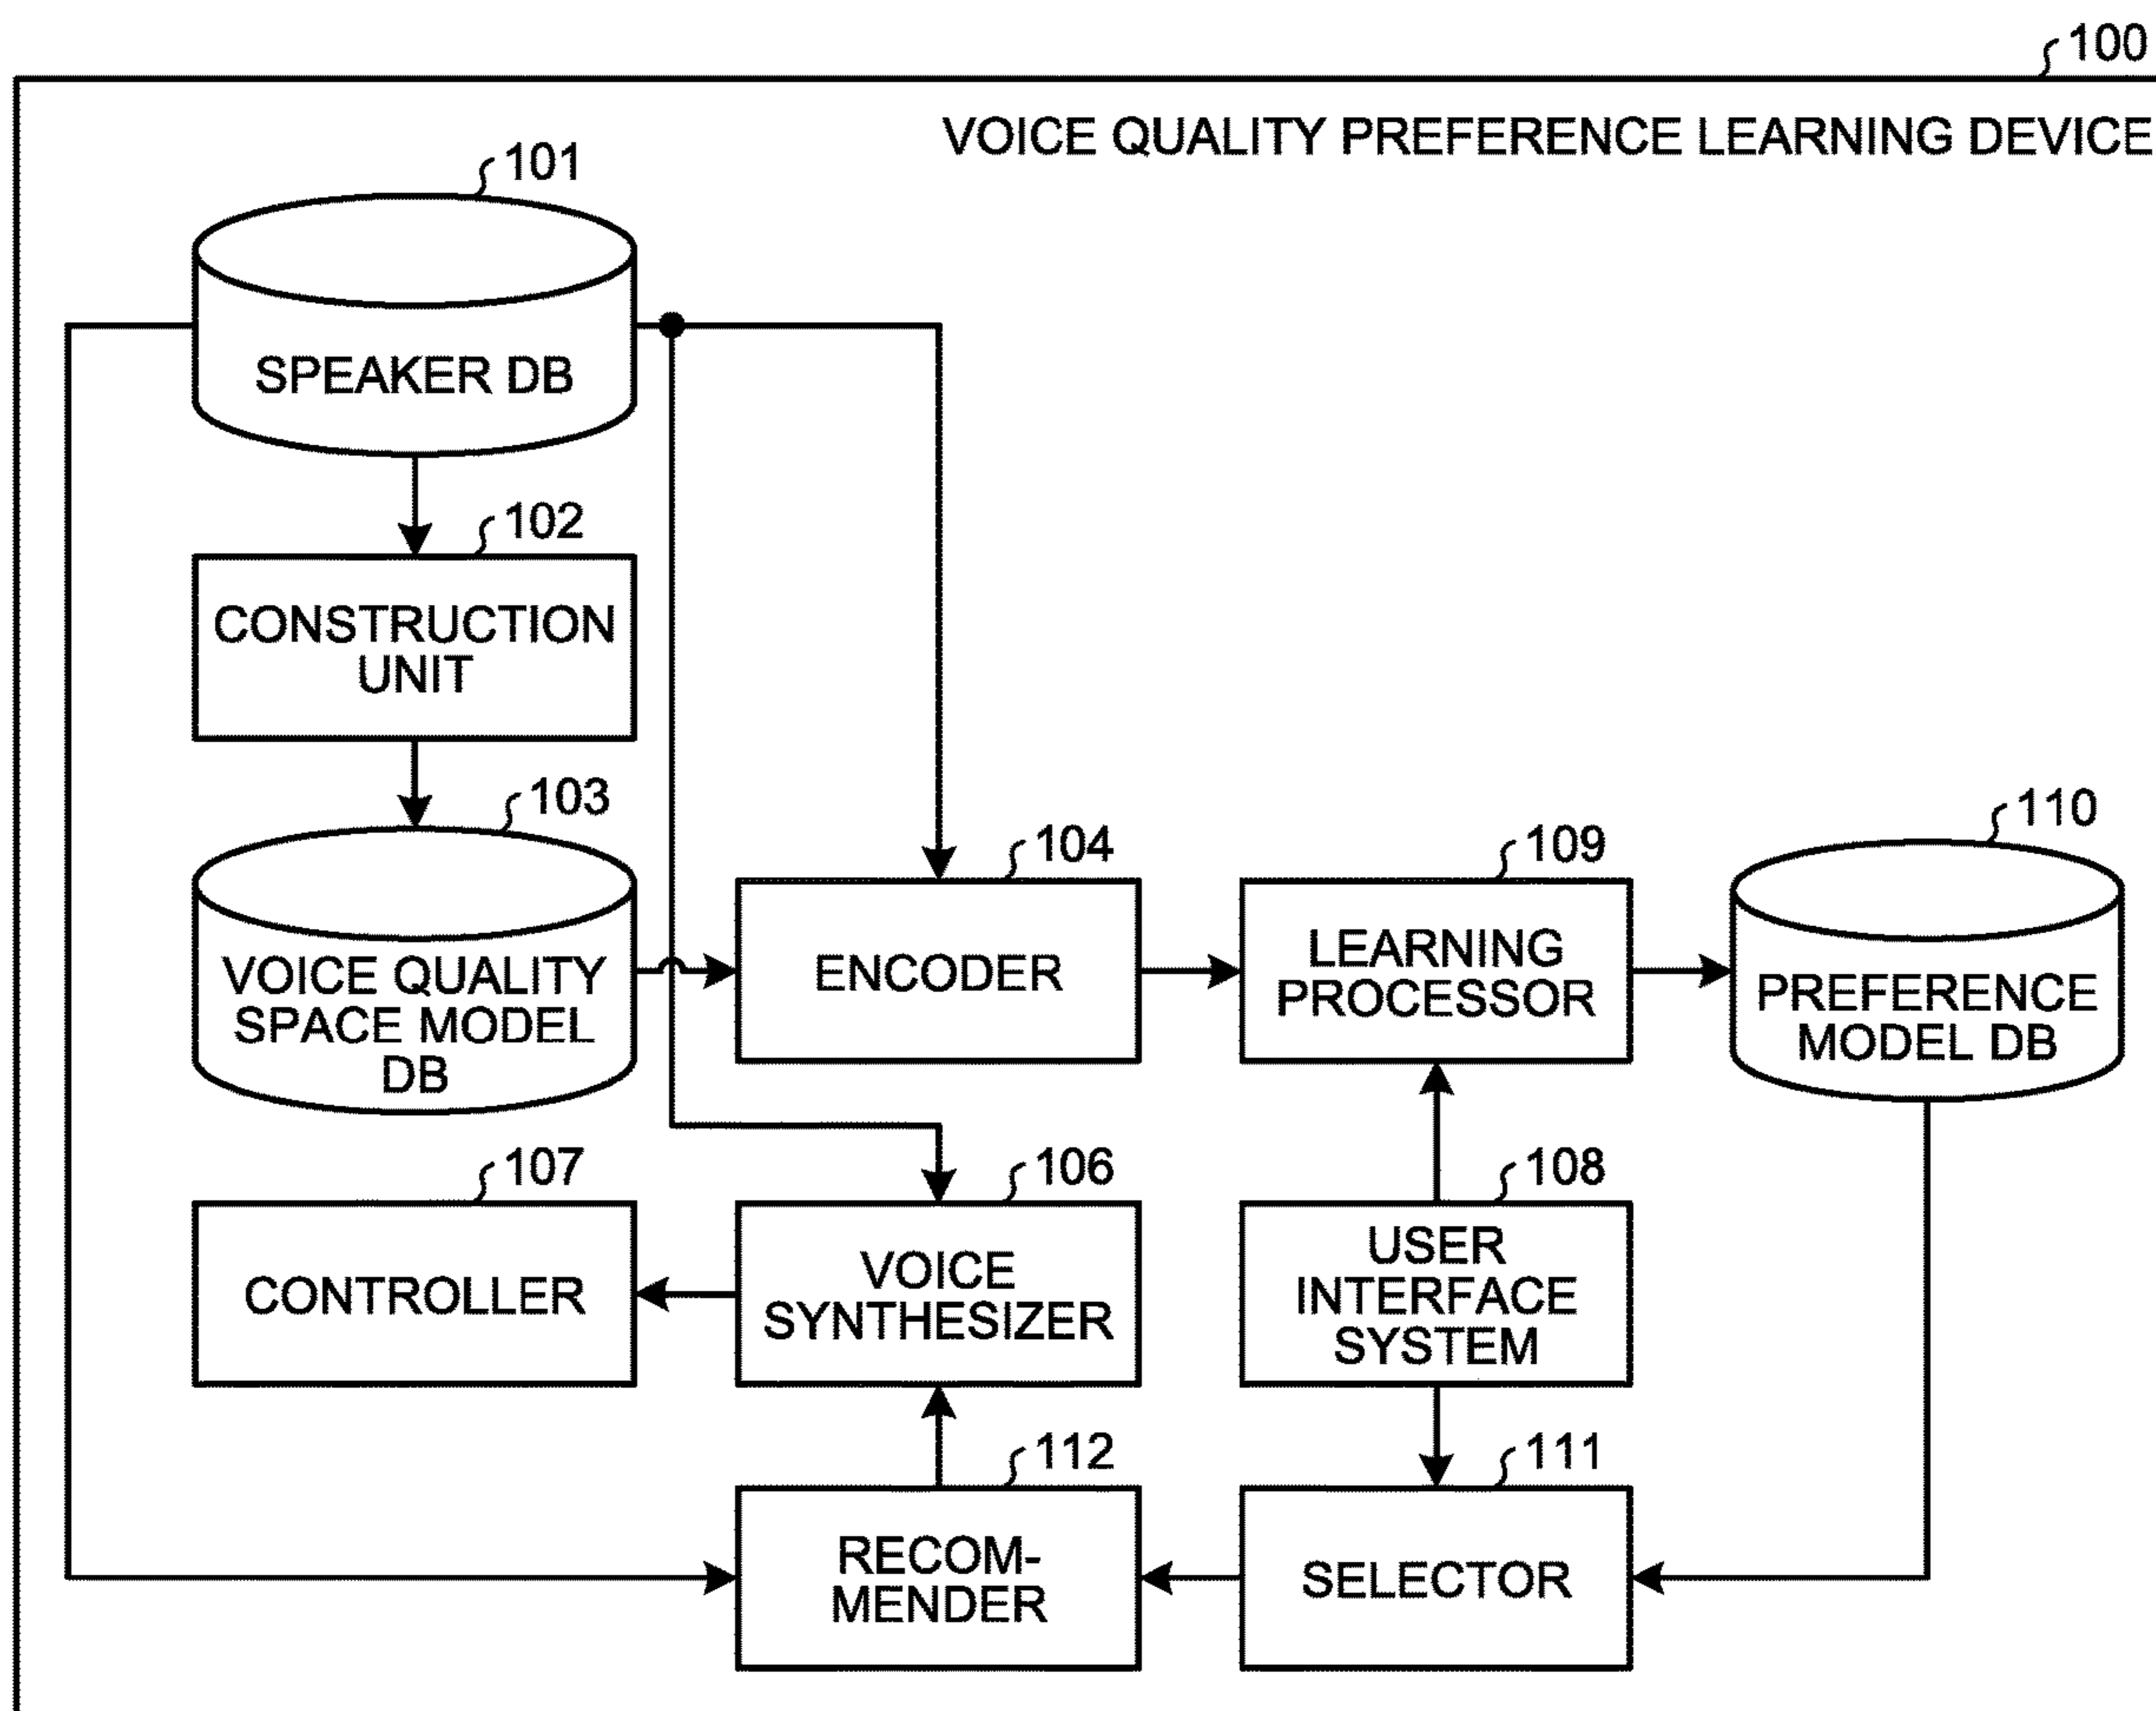 100
VOICE QUALITY PREFERENCE LEARNING DEVICE
101
SPEAKER DB
102
CONSTRUCTION
UNIT
103
VOICE QUALITY
SPACE MODEL
DB
104
ENCODER
109
LEARNING
PROCESSOR
110
PREFERENCE
MODEL DB
107
CONTROLLER
106
VOICE
SYNTHESIZER
108
USER
INTERFACE
SYSTEM
112
RECOM-
MENDER
111
SELECTOR